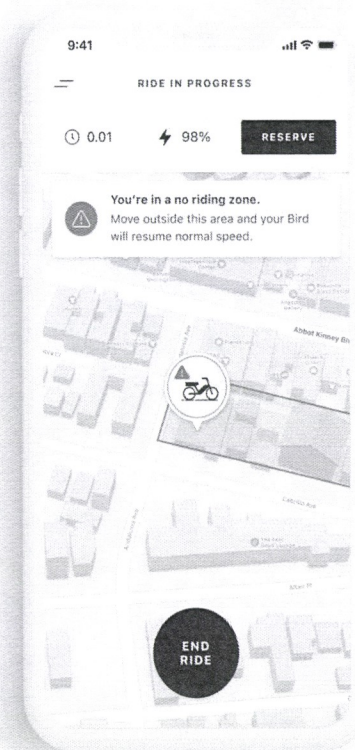 9:41
RIDE IN PROGRESS
0.01
98%
RESERVE
You're in a no riding zone.
Move outside this area and your Bird
will resume normal speed.
Abbot Kinney Bl
END
RIDE